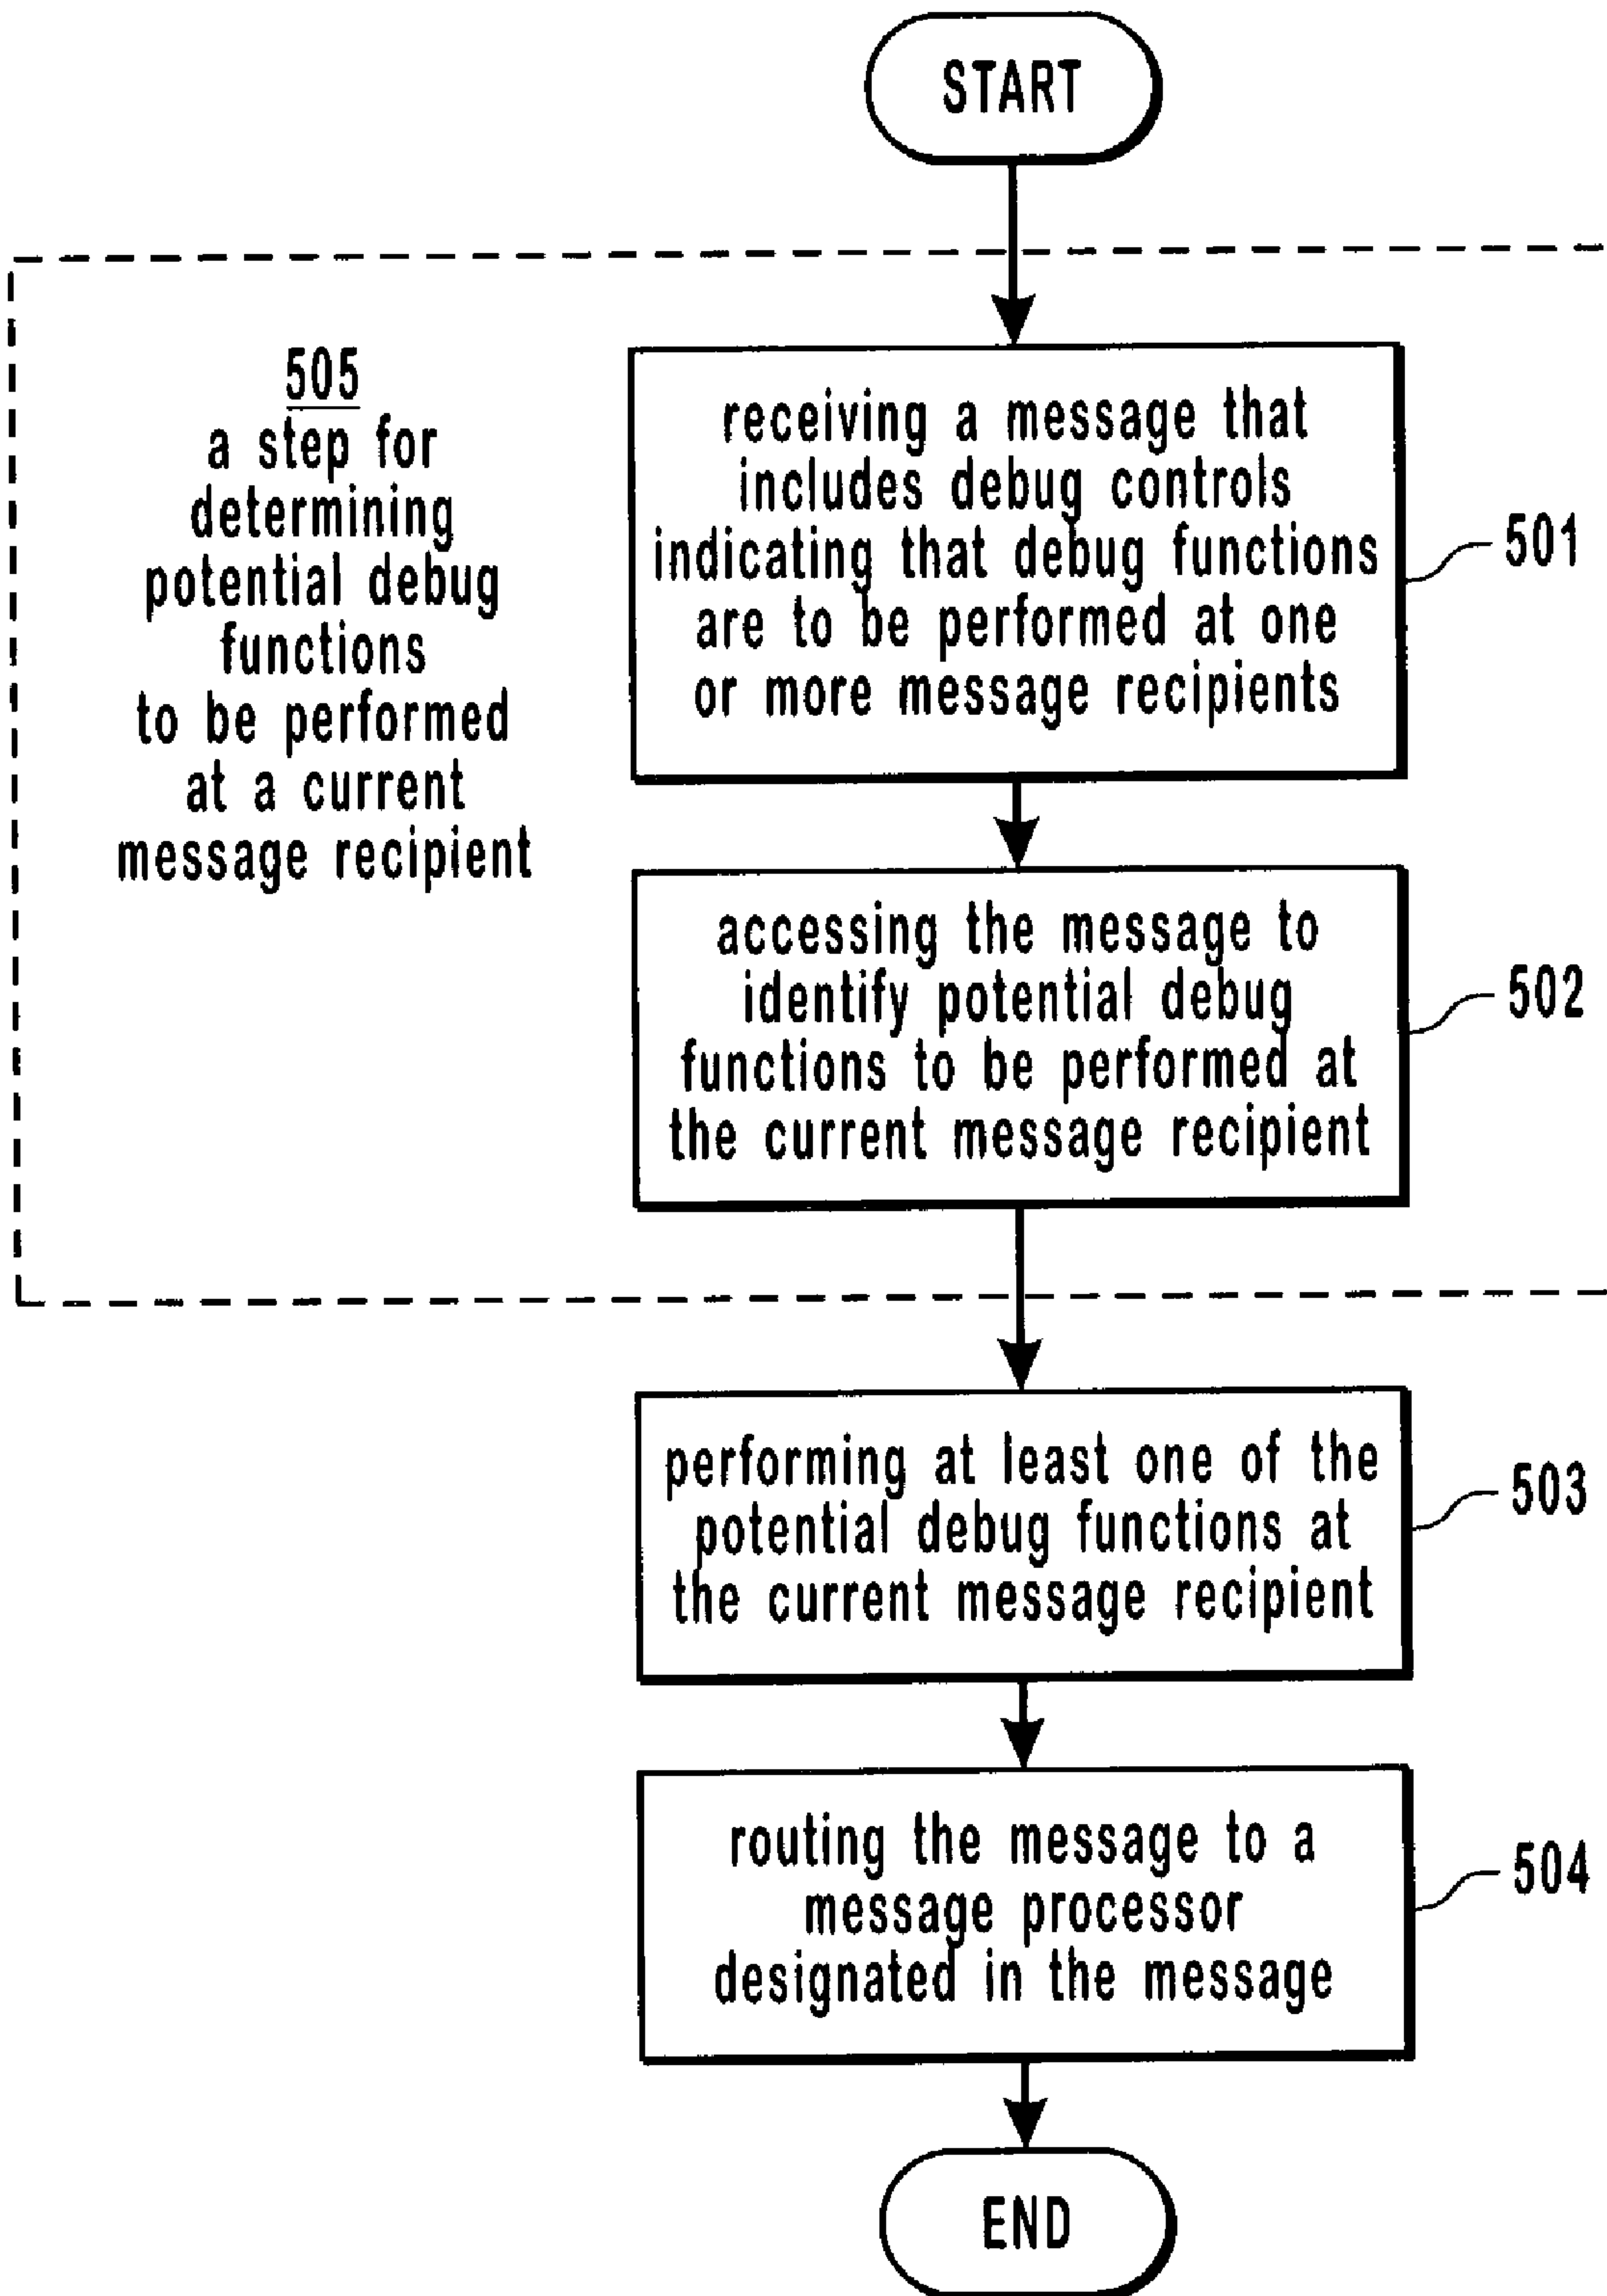 START
505
a step for
determining
potential debug
functions
to be performed
at a current
message recipient
receiving a message that
includes debug controls
indicating that debug functions
are to be performed at one
or more message recipients
501
accessing the message to
identify potential debug
functions to be performed at
the current message recipient
502
performing at least one of the
potential debug functions at
the current message recipient
503
routing the message to a
message processor
designated in the message
504
END